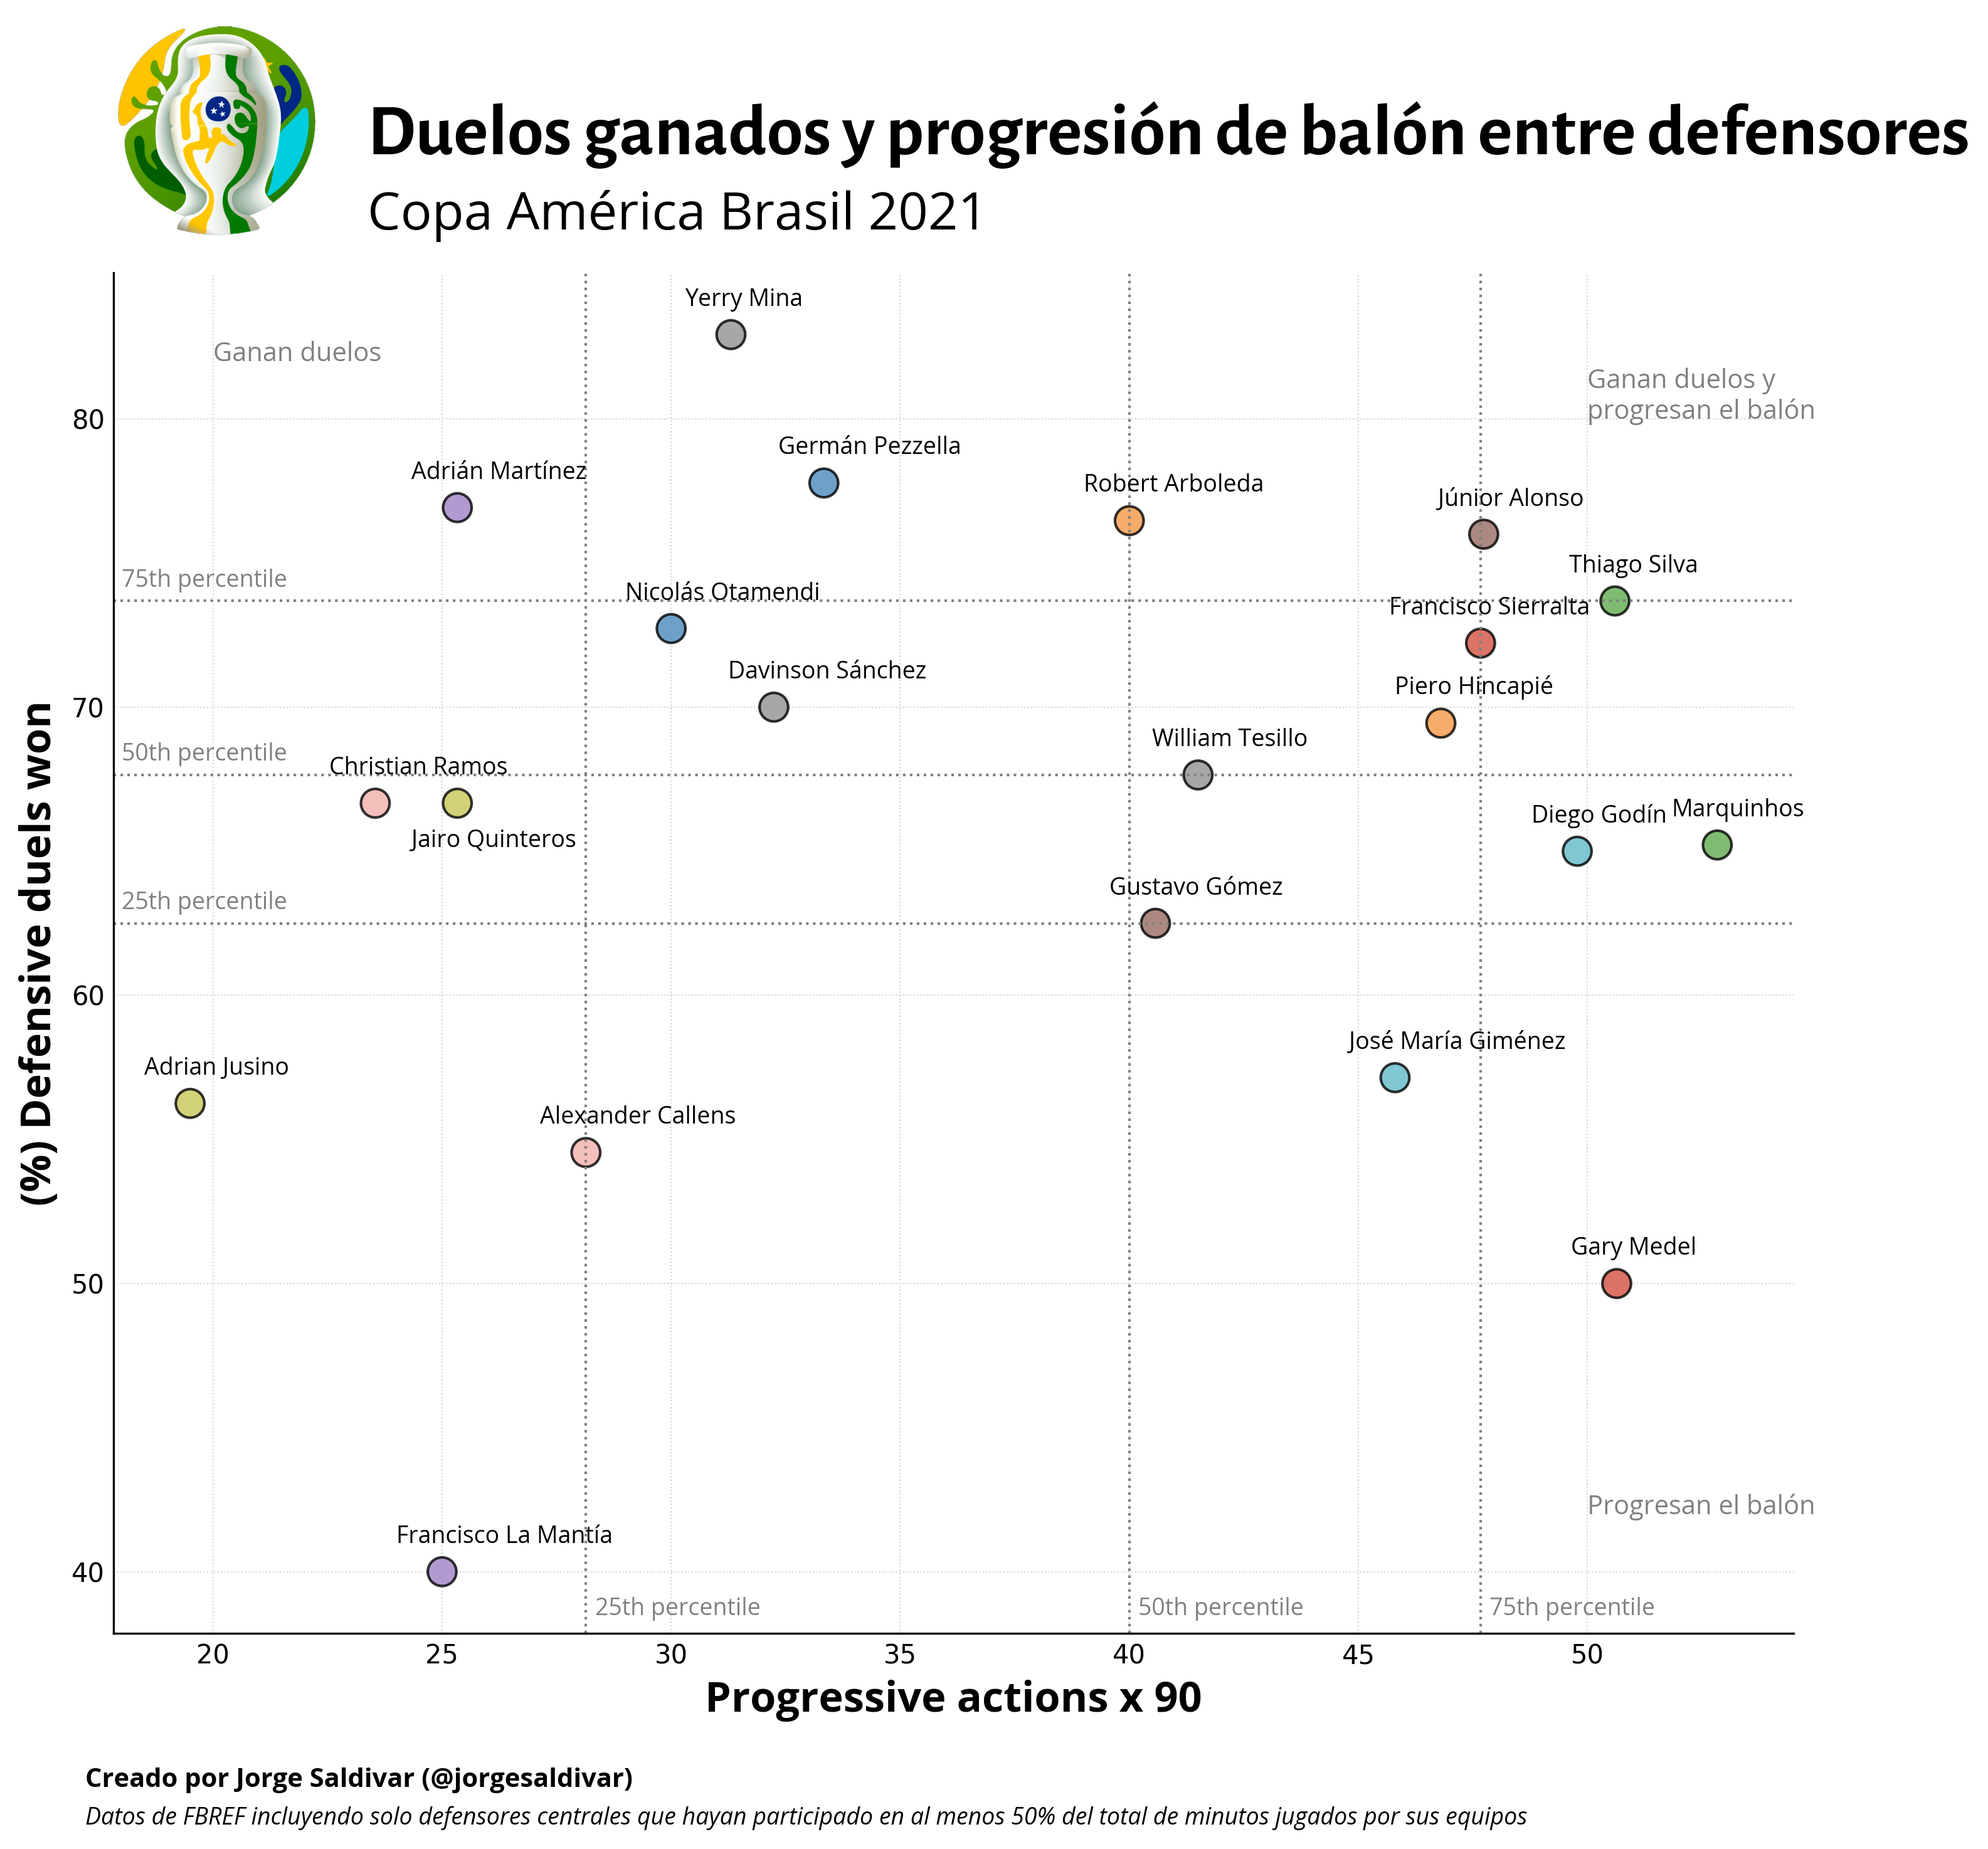 Duelos ganados y progresión de balón entre defensores
Copa América Brasil 2021
Yerry Mina
Ganan duelos
Ganan duelos y
progresan el balón
80
Germán Pezzella
Adrián Martínez
Robert Arboleda
Júnior Alonso
Thiago Silva
75th percentile
Nicolás Otamendi
Francisco Sierralta
Davinson Sánchez
Piero Hincapié
70
William Tesillo
50th percentile
Christian Ramos
Diego Godín
Marquinhos
Jairo Quinteros
Gustavo Gómez
25th percentile
60
José María Giménez
Adrian Jusino
Alexander Callens
Gary Medel
50
Progresan el balón
Francisco La Mantía
40
25th percentile
50th percentile
75th percentile
(%) Defensive duels won
20 25 30 35 40 45 50
Progressive actions x 90
Creado por Jorge Saldivar (@jorgesaldivar)
Datos de FBREF incluyendo solo defensores centrales que hayan participado en al menos 50% del total de minutos jugados por sus equipos